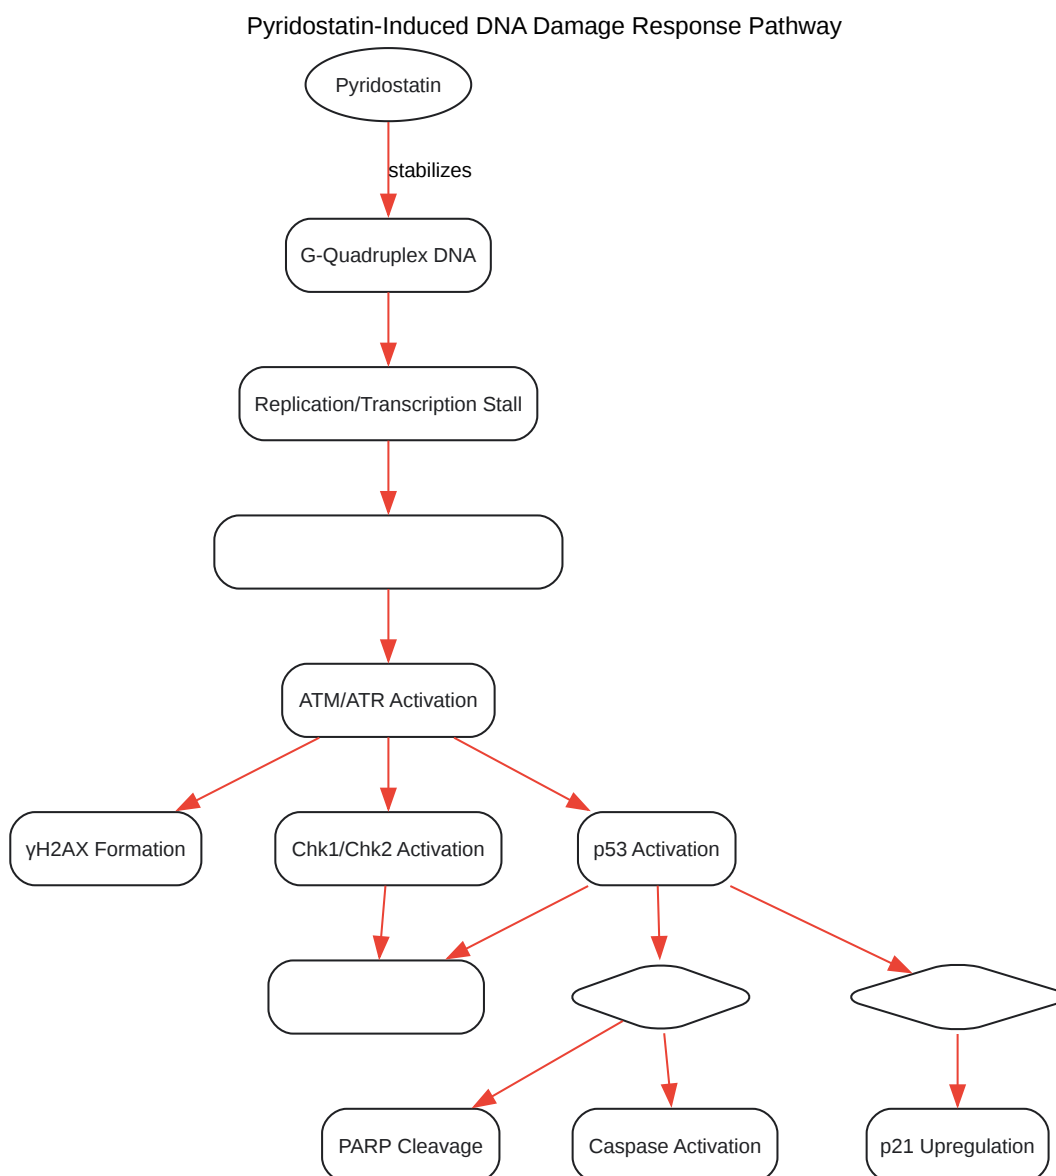 Pyridostatin-Induced DNA Damage Response Pathway
Pyridostatin
stabilizes
G-Quadruplex DNA
Replication/Transcription Stall
ATM/ATR Activation
γH2AX Formation
Chk1/Chk2 Activation
p53 Activation
PARP Cleavage
Caspase Activation
p21 Upregulation